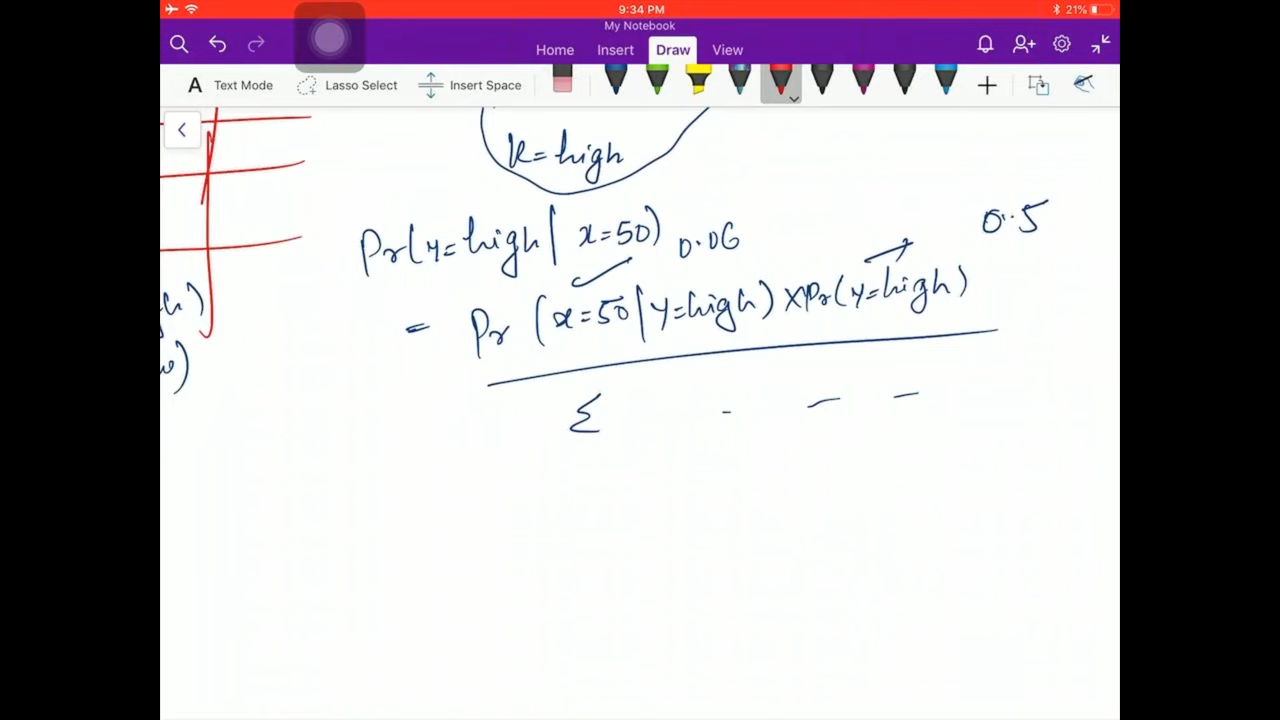 9:34 PM
21%
My Notebook
Home Insert Draw View
A Text Mode Lasso Select Insert Space
k=high
Pr(y=high | x=50) 0.06
0.5
= Pr (x=50 | y=high) x Pr(y=high)
Σ - - -